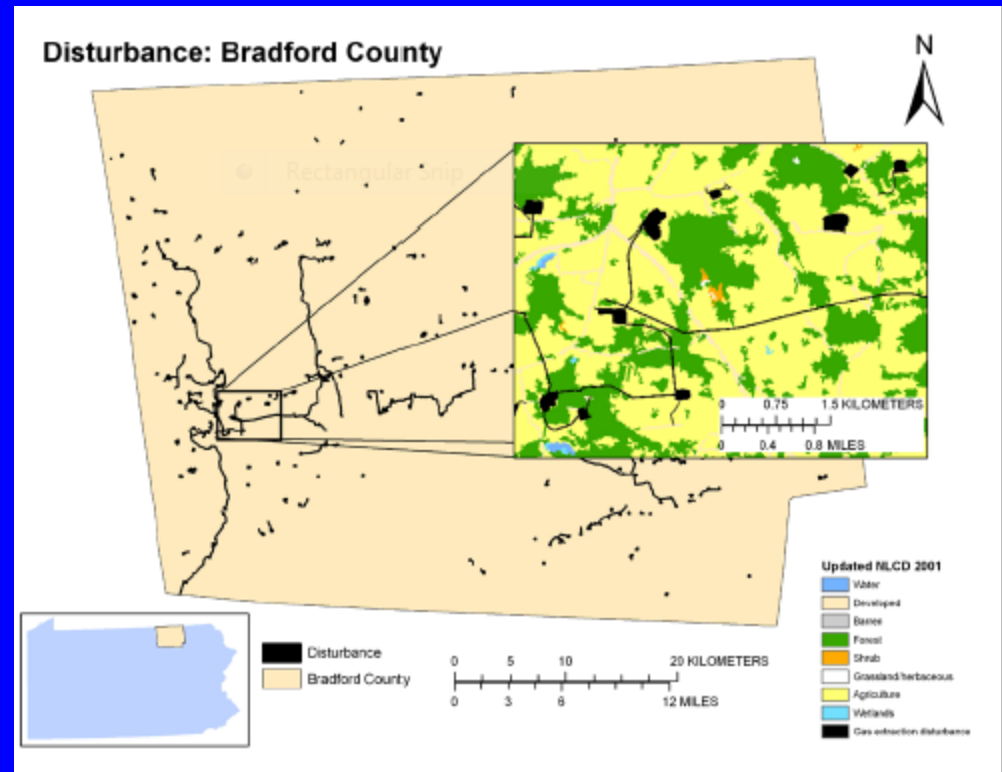 Disturbance: Bradford County
N
Rectangular Snip
0 0.75 1.5 KILOMETERS
0 0.4 0.8 MILES
Updated NLCD 2001
Water
Developed
Barren
Forest
Shrub
Grassland/herbaceous
Agriculture
Wetlands
Gas extraction disturbance
Disturbance
Bradford County
0 5 10 20 KILOMETERS
0 3 6 12 MILES